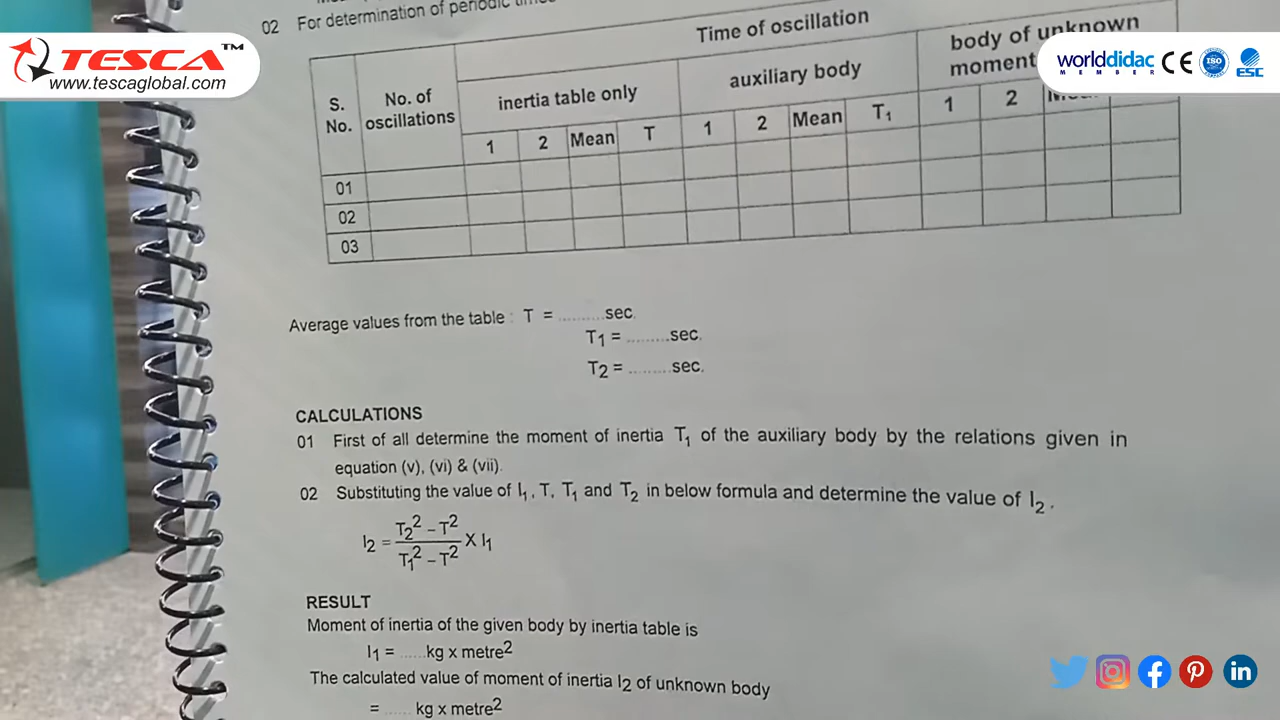 02 For determination of periodic
TESCA™
www.tescaglobal.com
worlddidac
MEMBER
CE
ISO
ESC
Time of oscillation
S. No.
No. of oscillations
inertia table only
auxiliary body
body of unknown
moment
1 2 Mean T 1 2 Mean T₁ 1 2
01
02
03
Average values from the table : T = ..........sec.
T₁ = .........sec.
T₂ = .........sec.
CALCULATIONS
01 First of all determine the moment of inertia T₁ of the auxiliary body by the relations given in
equation (v), (vi) & (vii).
02 Substituting the value of I₁ , T, T₁ and T₂ in below formula and determine the value of I₂ .
I₂ = (T₂² – T²) / (T₁² – T²) X I₁
RESULT
Moment of inertia of the given body by inertia table is
I₁ = ......kg x metre²
The calculated value of moment of inertia I₂ of unknown body
= ...... kg x metre²